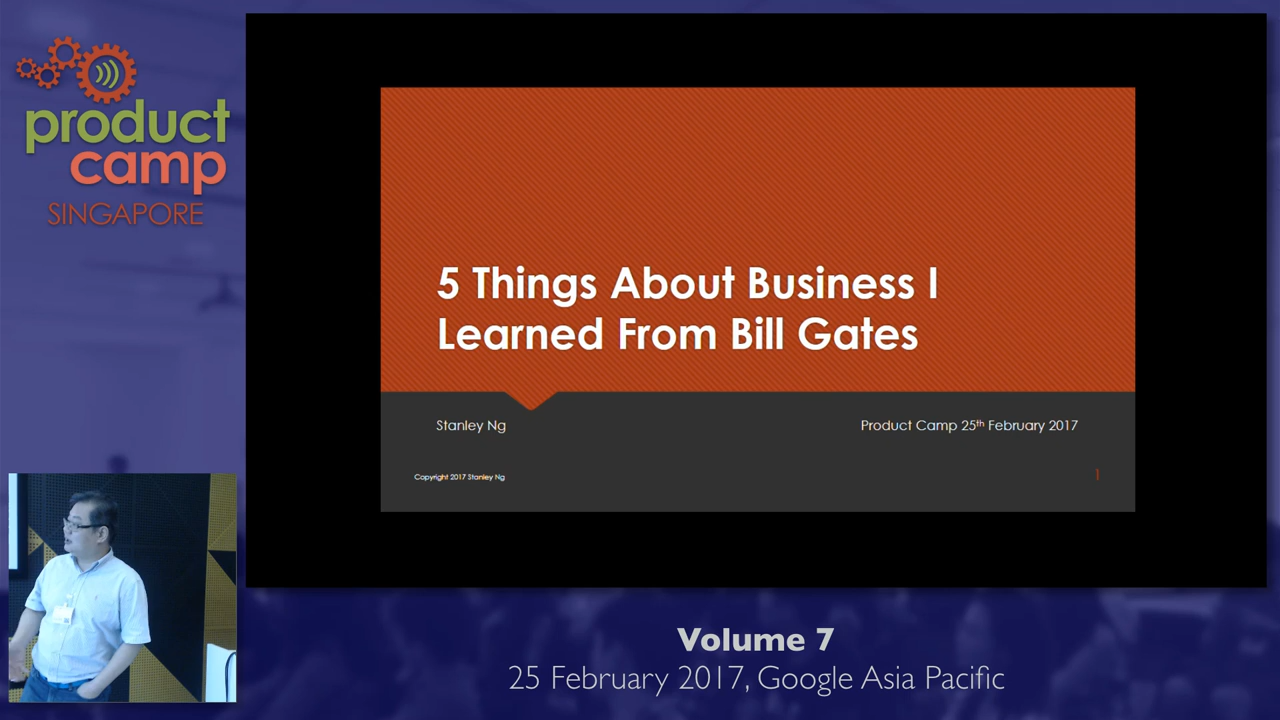 product
camp
SINGAPORE
5 Things About Business I
Learned From Bill Gates
Stanley Ng
Product Camp 25th February 2017
Copyright 2017 Stanley Ng
1
Volume 7
25 February 2017, Google Asia Pacific